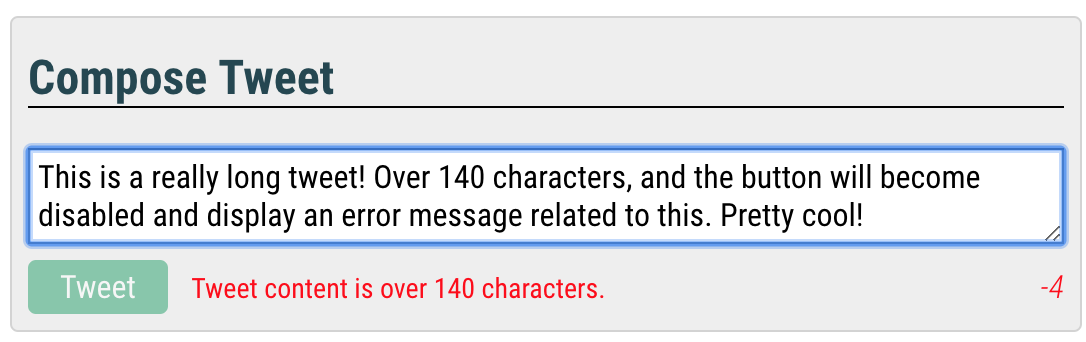 Compose Tweet
This is a really long tweet! Over 140 characters, and the button will become
disabled and display an error message related to this. Pretty cool!
Tweet
Tweet content is over 140 characters.
-4